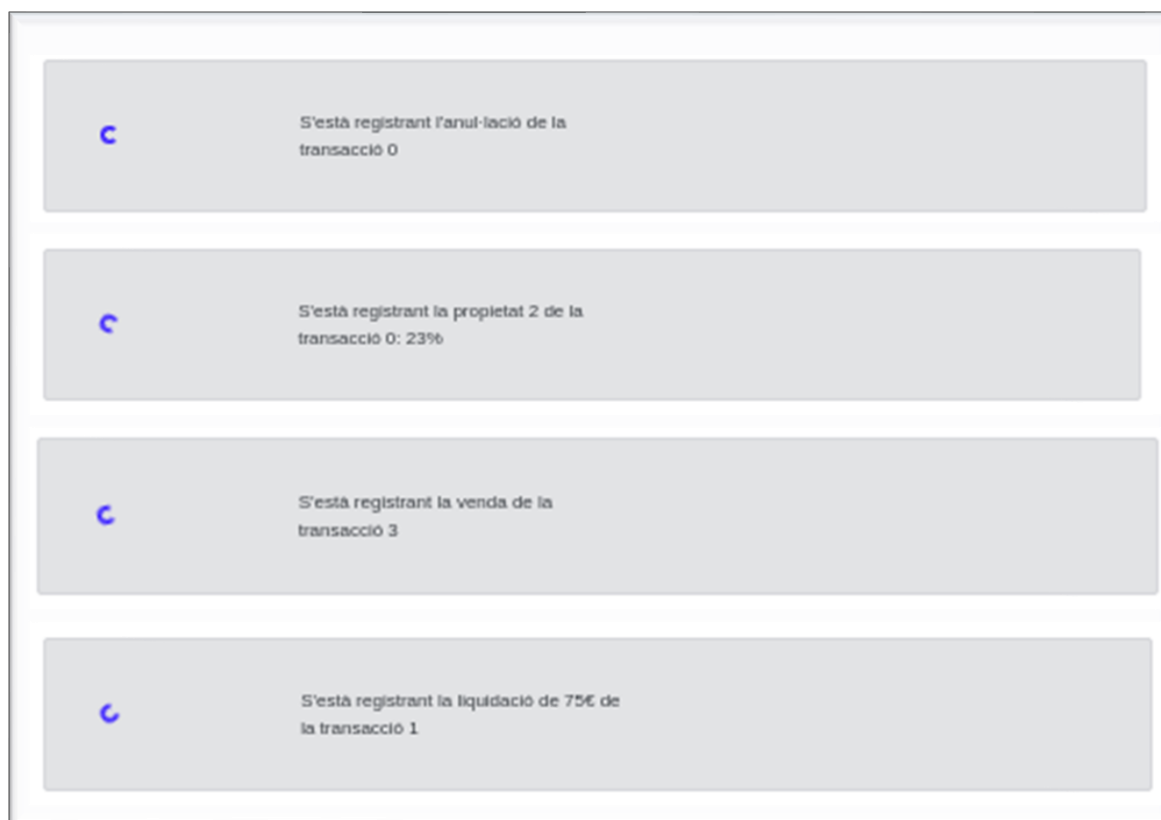 S'està registrant l'anul·lació de la
transacció 0
S'està registrant la propietat 2 de la
transacció 0: 23%
S'està registrant la venda de la
transacció 3
S'està registrant la liquidació de 75€ de
la transacció 1